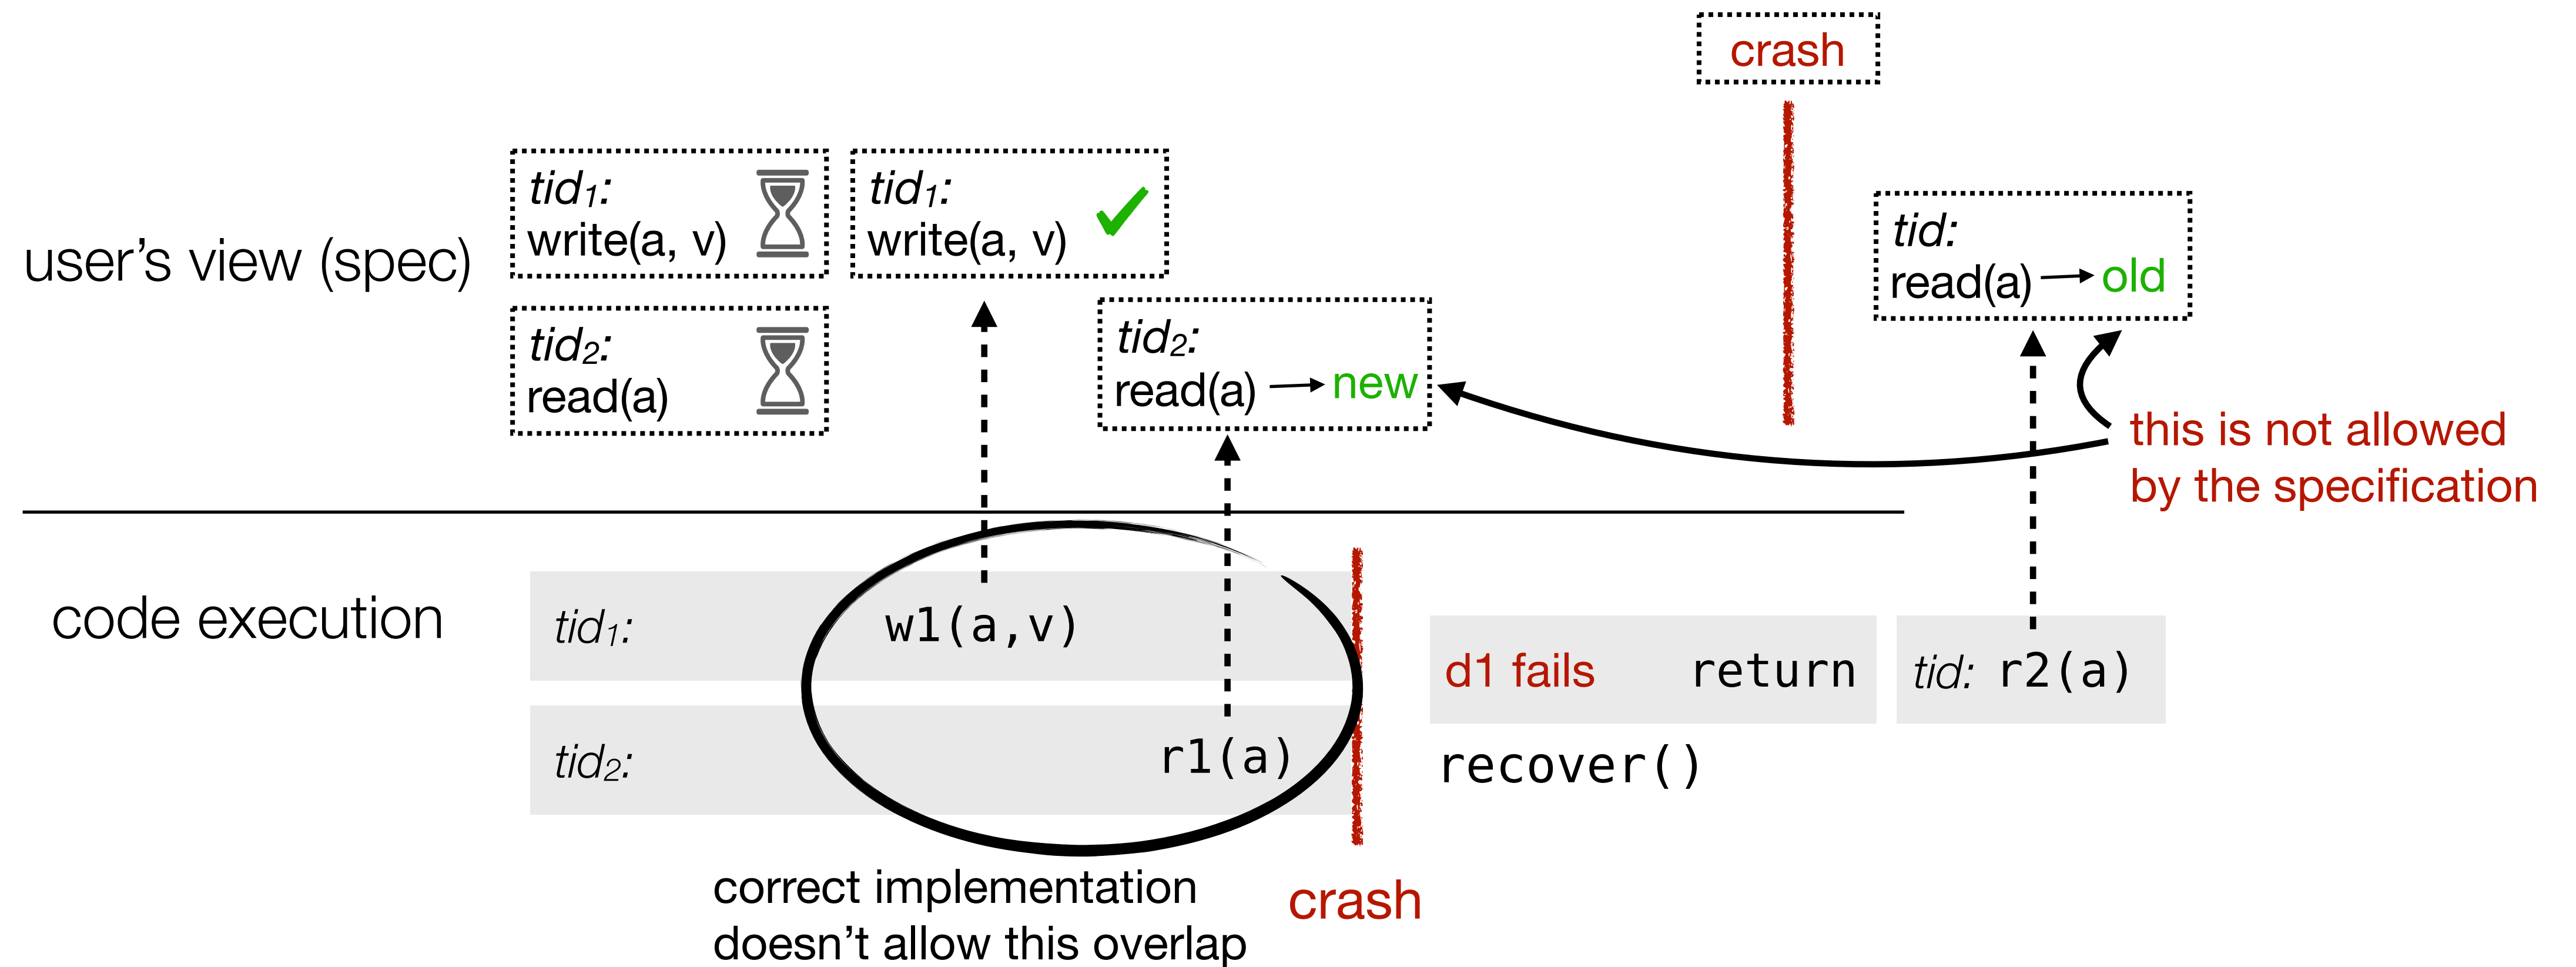 crash
tid₁:
write(a, v)
tid₁:
write(a, v)
tid:
read(a) → old
user's view (spec)
tid₂:
read(a)
tid₂:
read(a) → new
this is not allowed
by the specification
code execution
tid₁:
w1(a,v)
d1 fails
return
tid: r2(a)
tid₂:
r1(a)
recover()
correct implementation
doesn't allow this overlap
crash